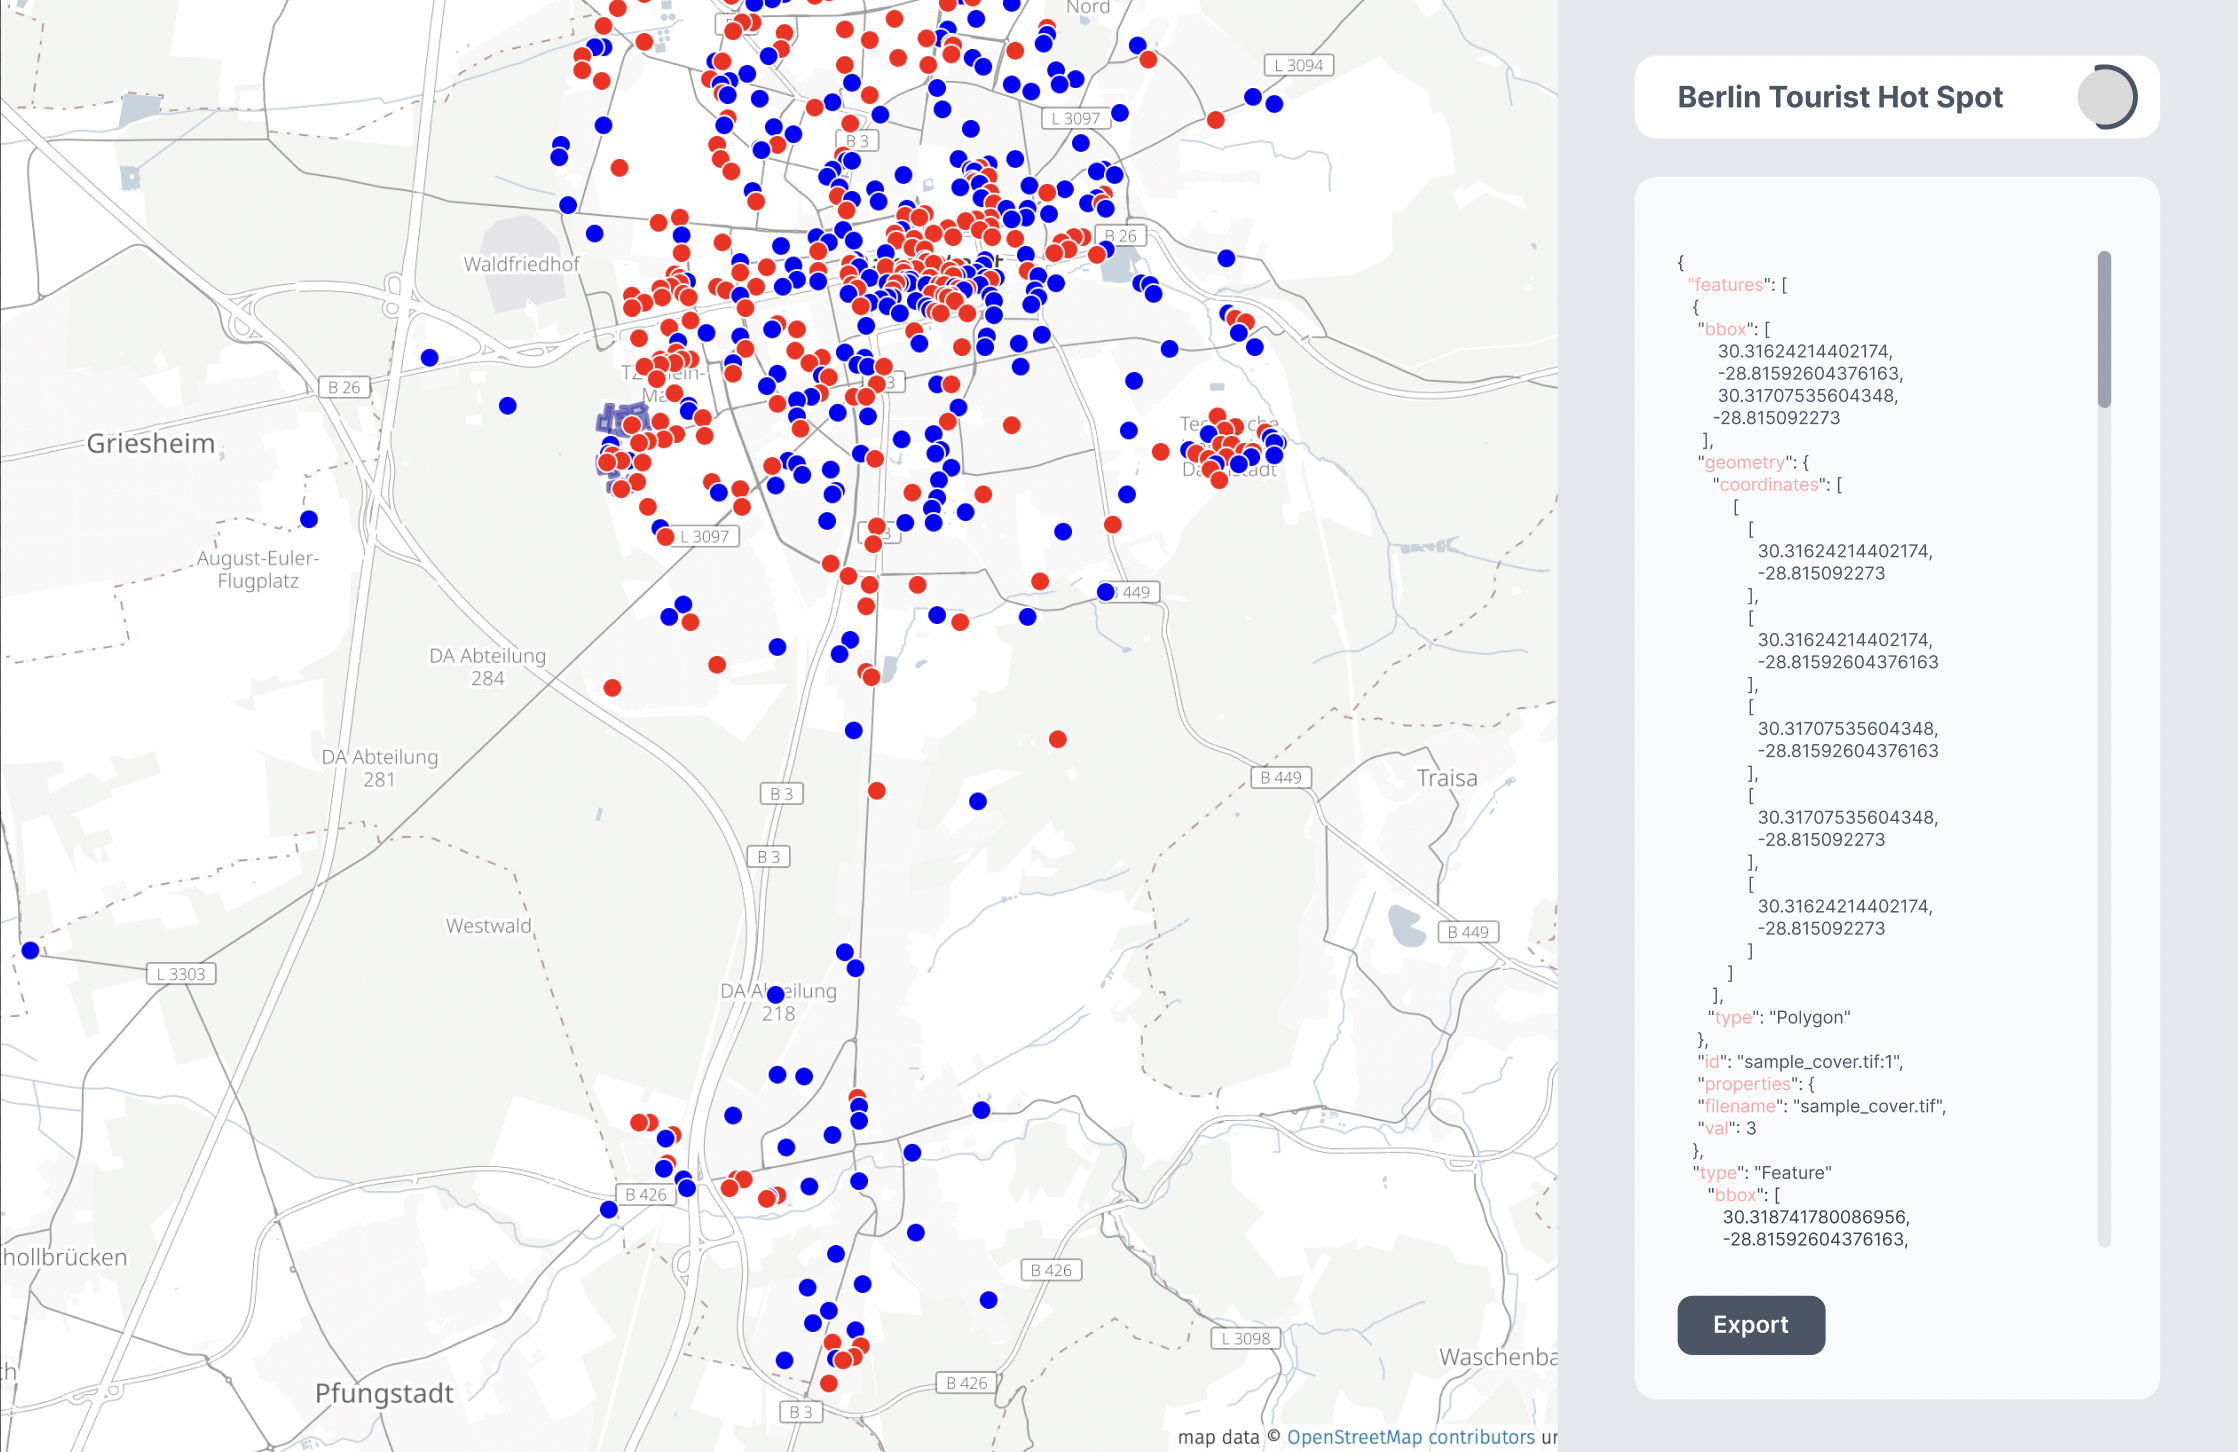 Nord
L 3094
L 3097
B 3
B 26
Waldfriedhof
B 26
Griesheim
L 3097
August-Euler-
Flugplatz
B 449
DA Abteilung
284
DA Abteilung
281
B 3
B 449
Traisa
B 3
Westwald
B 449
L 3303
218
B 426
B 426
L 3098
Waschenba
B 426
Pfungstadt
B 3
map data © OpenStreetMap contributors ur
Berlin Tourist Hot Spot
{
"features": [
{
"bbox": [
30.31624214402174,
-28.81592604376163,
30.31707535604348,
-28.815092273
],
"geometry": {
"coordinates": [
[
[
30.31624214402174,
-28.815092273
],
[
30.31624214402174,
-28.81592604376163
],
[
30.31707535604348,
-28.81592604376163
],
[
30.31707535604348,
-28.815092273
],
[
30.31624214402174,
-28.815092273
]
]
],
"type": "Polygon"
},
"id": "sample_cover.tif:1",
"properties": {
"filename": "sample_cover.tif",
"val": 3
},
"type": "Feature"
"bbox": [
30.318741780086956,
-28.81592604376163,
Export